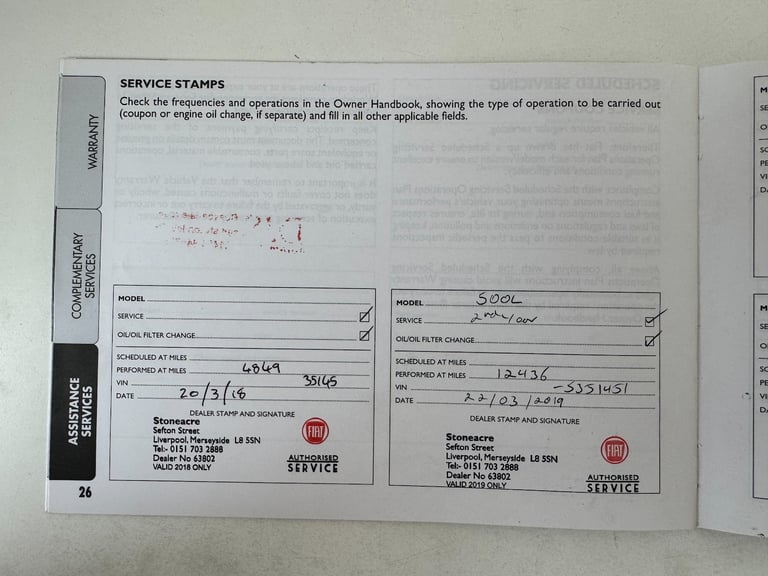 SERVICE STAMPS
Check the frequencies and operations in the Owner Handbook, showing the type of operation to be carried out
(coupon or engine oil change, if separate) and fill in all other applicable fields.
WARRANTY
COMPLEMENTARY
SERVICES
ASSISTANCE
SERVICES
MODEL
SERVICE
OIL/OIL FILTER CHANGE
SCHEDULED AT MILES
PERFORMED AT MILES 4849
VIN 35145
DATE 20/3/18
DEALER STAMP AND SIGNATURE
Stoneacre
Sefton Street
Liverpool, Merseyside L8 5SN
Tel:- 0151 703 2888
Dealer No 63802
VALID 2018 ONLY
FIAT
AUTHORISED
SERVICE
MODEL 500L
SERVICE 2nd Year
OIL/OIL FILTER CHANGE
SCHEDULED AT MILES
PERFORMED AT MILES 12436
VIN -5351451
DATE 22/03/2019
DEALER STAMP AND SIGNATURE
Stoneacre
Sefton Street
Liverpool, Merseyside L8 5SN
Tel:- 0151 703 2888
Dealer No 63802
VALID 2019 ONLY
FIAT
AUTHORISED
SERVICE
26